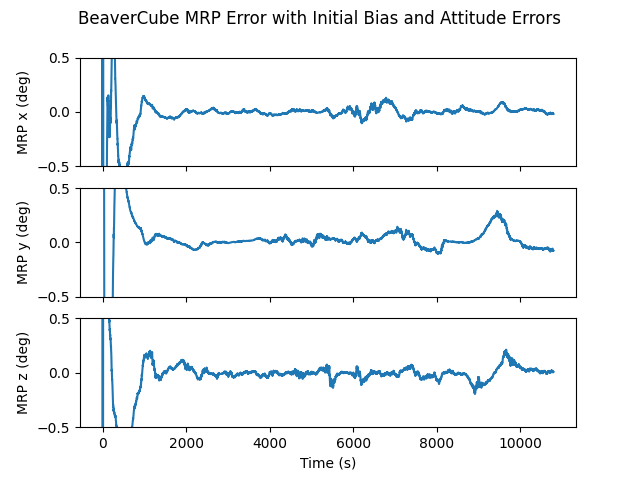 BeaverCube MRP Error with Initial Bias and Attitude Errors
0.5
0.0
−0.5
MRP x (deg)
0.5
0.0
−0.5
MRP y (deg)
0.5
0.0
−0.5
MRP z (deg)
0 2000 4000 6000 8000 10000
Time (s)